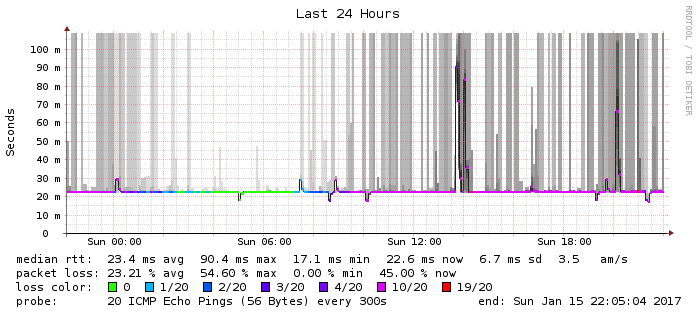 Last 24 Hours
RRDTOOL / TOBI OETIKER
Seconds
100 m
90 m
80 m
70 m
60 m
50 m
40 m
30 m
20 m
10 m
0
Sun 00:00 Sun 06:00 Sun 12:00 Sun 18:00
median rtt: 23.4 ms avg 90.4 ms max 17.1 ms min 22.6 ms now 6.7 ms sd 3.5 am/s
packet loss: 23.21 % avg 54.60 % max 0.00 % min 45.00 % now
loss color: 0 1/20 2/20 3/20 4/20 10/20 19/20
probe: 20 ICMP Echo Pings (56 Bytes) every 300s end: Sun Jan 15 22:05:04 2017